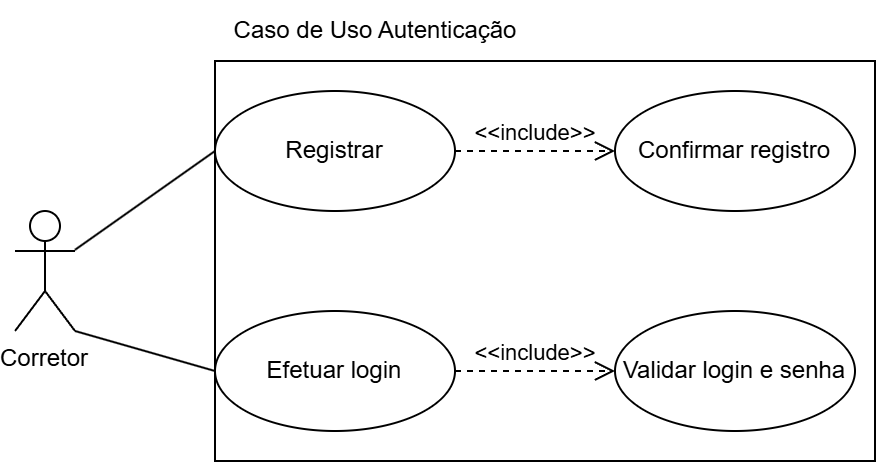 Caso de Uso Autenticação
<<include>>
Registrar
Confirmar registro
Corretor
<<include>>
Efetuar login
Validar login e senha